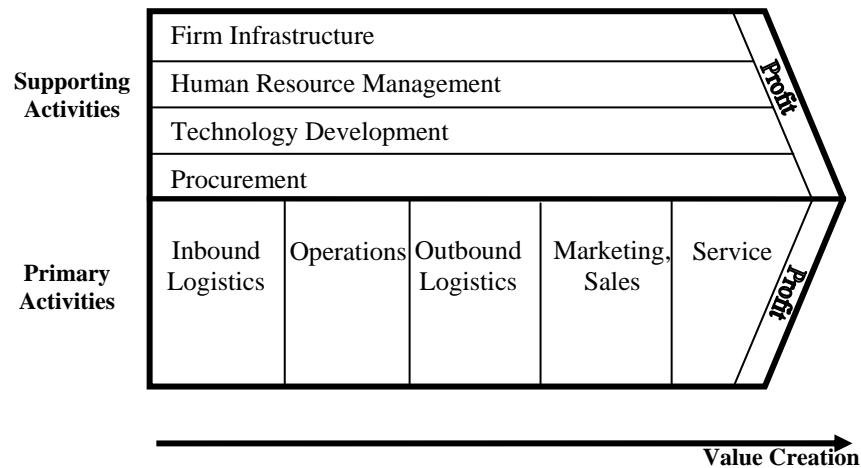 Firm Infrastructure
Human Resource Management
Technology Development
Procurement
Supporting
Activities
Profit
Inbound
Logistics
Operations
Outbound
Logistics
Marketing,
Sales
Service
Primary
Activities
Profit
Value Creation